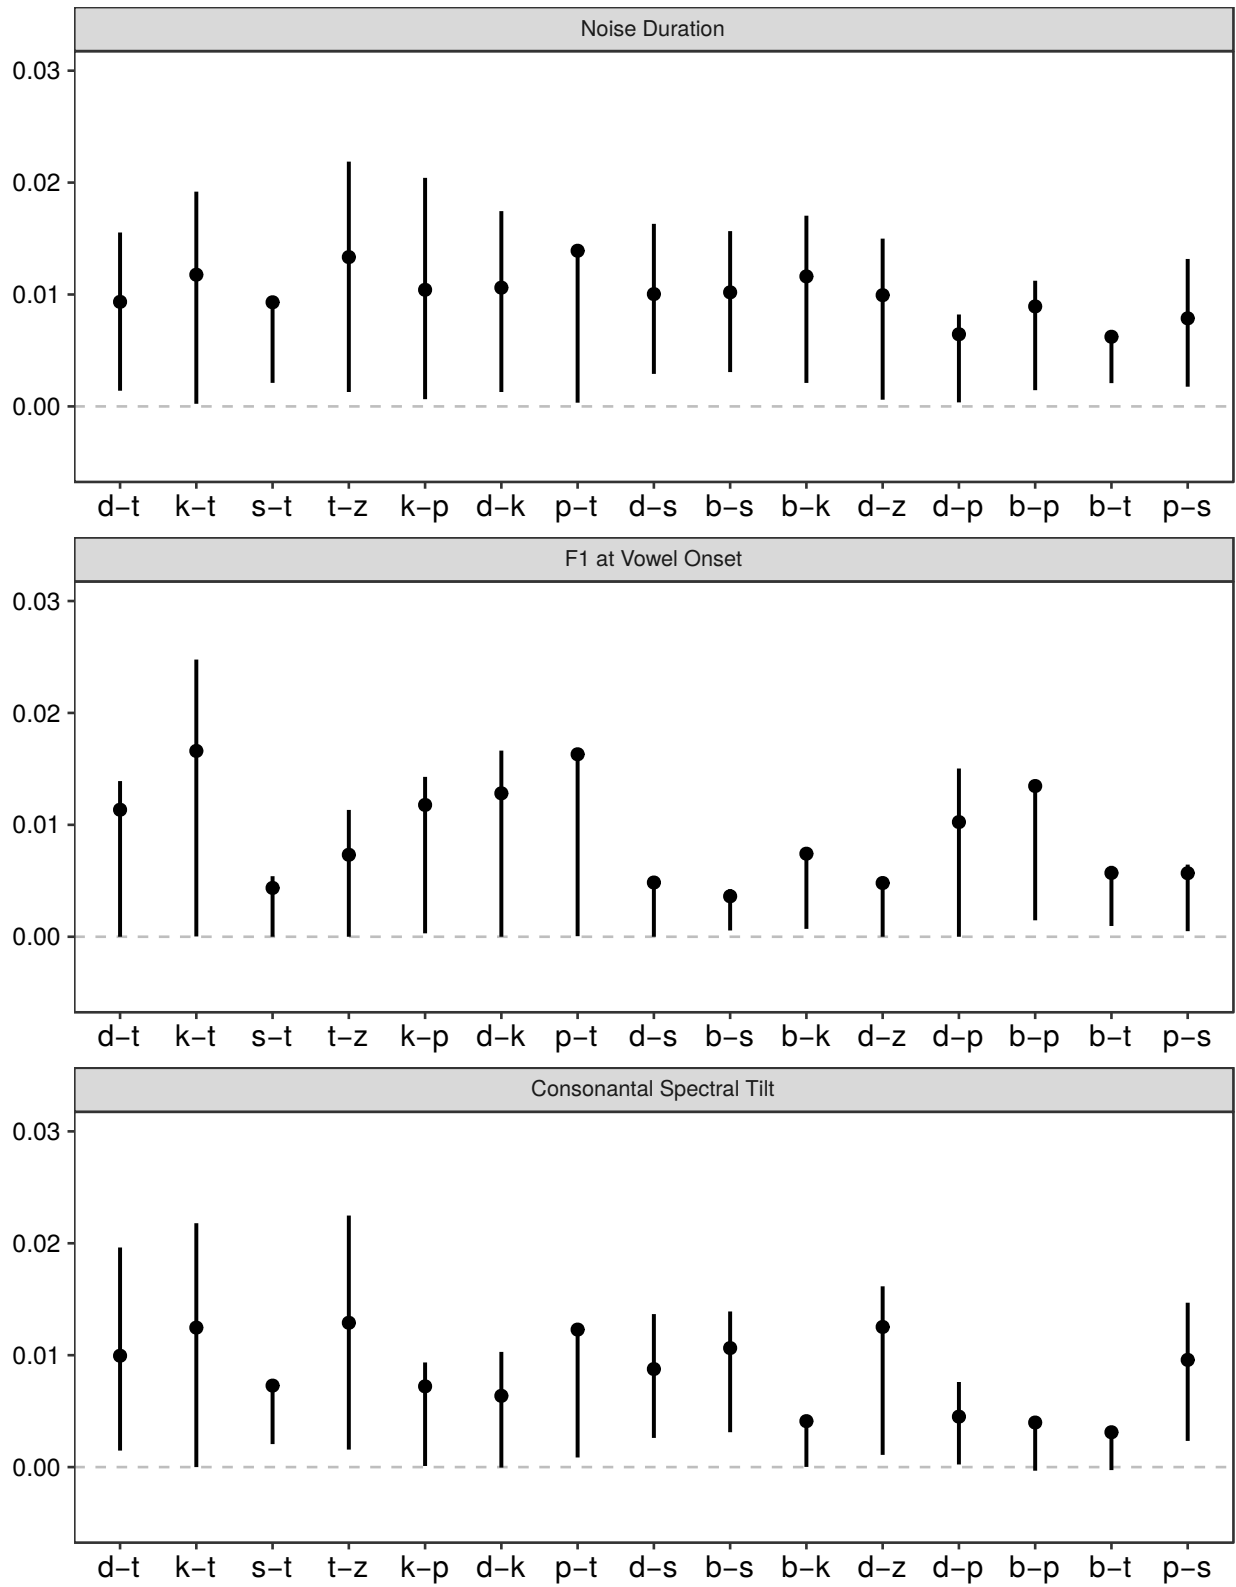 Noise Duration
0.03
0.02
0.01
0.00
d−t k−t s−t t−z k−p d−k p−t d−s b−s b−k d−z d−p b−p b−t p−s
F1 at Vowel Onset
0.03
0.02
0.01
0.00
d−t k−t s−t t−z k−p d−k p−t d−s b−s b−k d−z d−p b−p b−t p−s
Consonantal Spectral Tilt
0.03
0.02
0.01
0.00
d−t k−t s−t t−z k−p d−k p−t d−s b−s b−k d−z d−p b−p b−t p−s